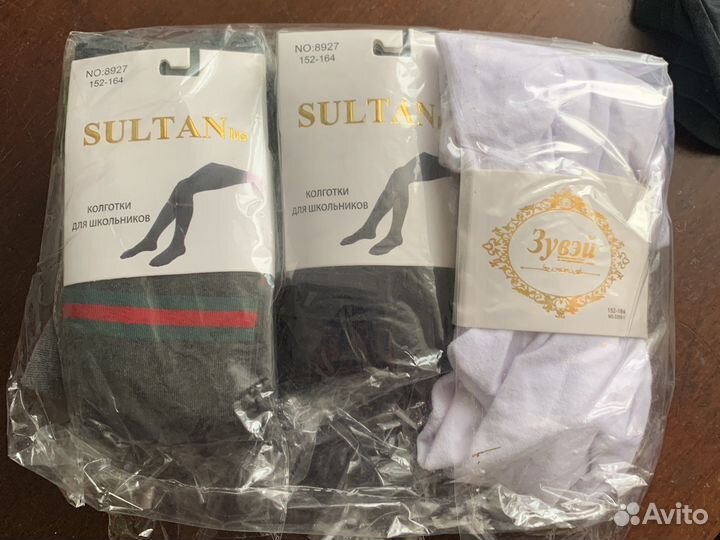 NO:8927
152-164
SULTAN
КОЛГОТКИ
ДЛЯ ШКОЛЬНИКОВ
NO:8927
152-164
SULTAN
КОЛГОТКИ
ДЛЯ ШКОЛЬНИКОВ
Зувэй
152-164
Avito